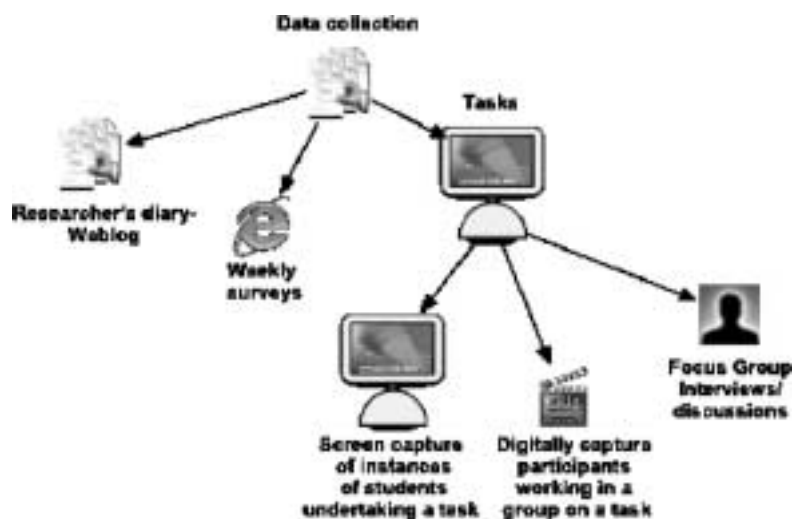 Data collection
Tasks
Researcher's diary-
Weblog
Weekly
surveys
Focus Group
Interviews/
discussions
Screen capture
of instances
of students
undertaking a task
Digitally capture
participants
working in a
group on a task